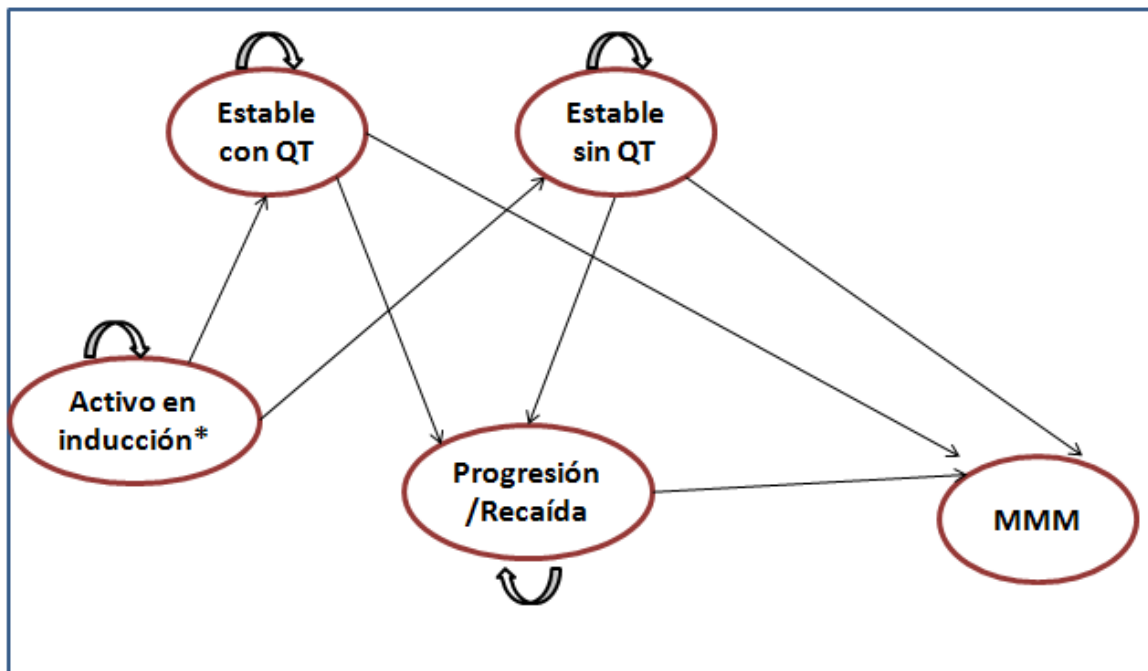 Estable
con QT
Estable
sin QT
Activo en
inducción*
Progresión
/Recaída
MMM